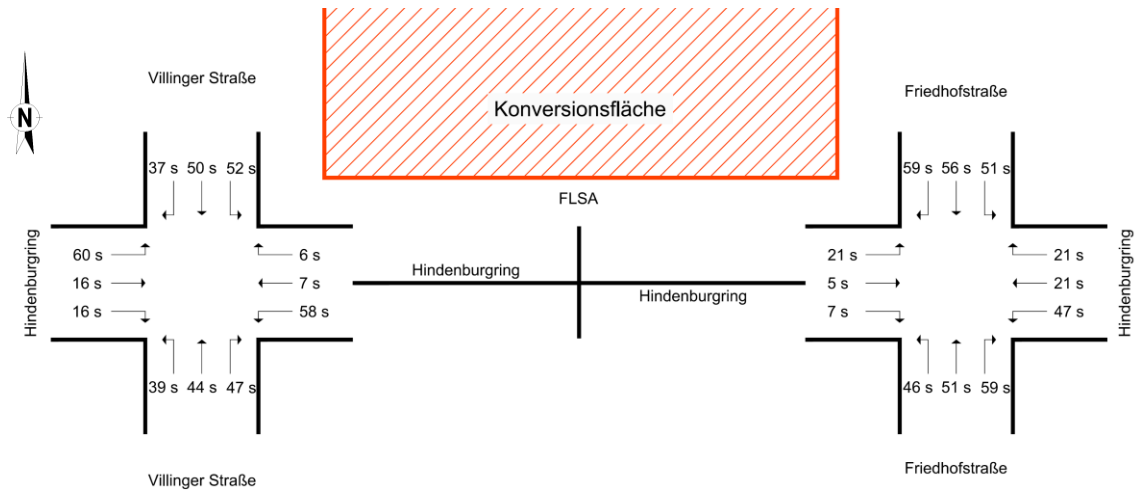 Villinger Straße
Konversionsfläche
Friedhofstraße
N
37 s 50 s 52 s
59 s 56 s 51 s
FLSA
Hindenburgring
60 s
16 s
16 s
6 s
7 s
58 s
Hindenburgring
Hindenburgring
21 s
5 s
7 s
21 s
21 s
47 s
Hindenburgring
39 s 44 s 47 s
46 s 51 s 59 s
Villinger Straße
Friedhofstraße